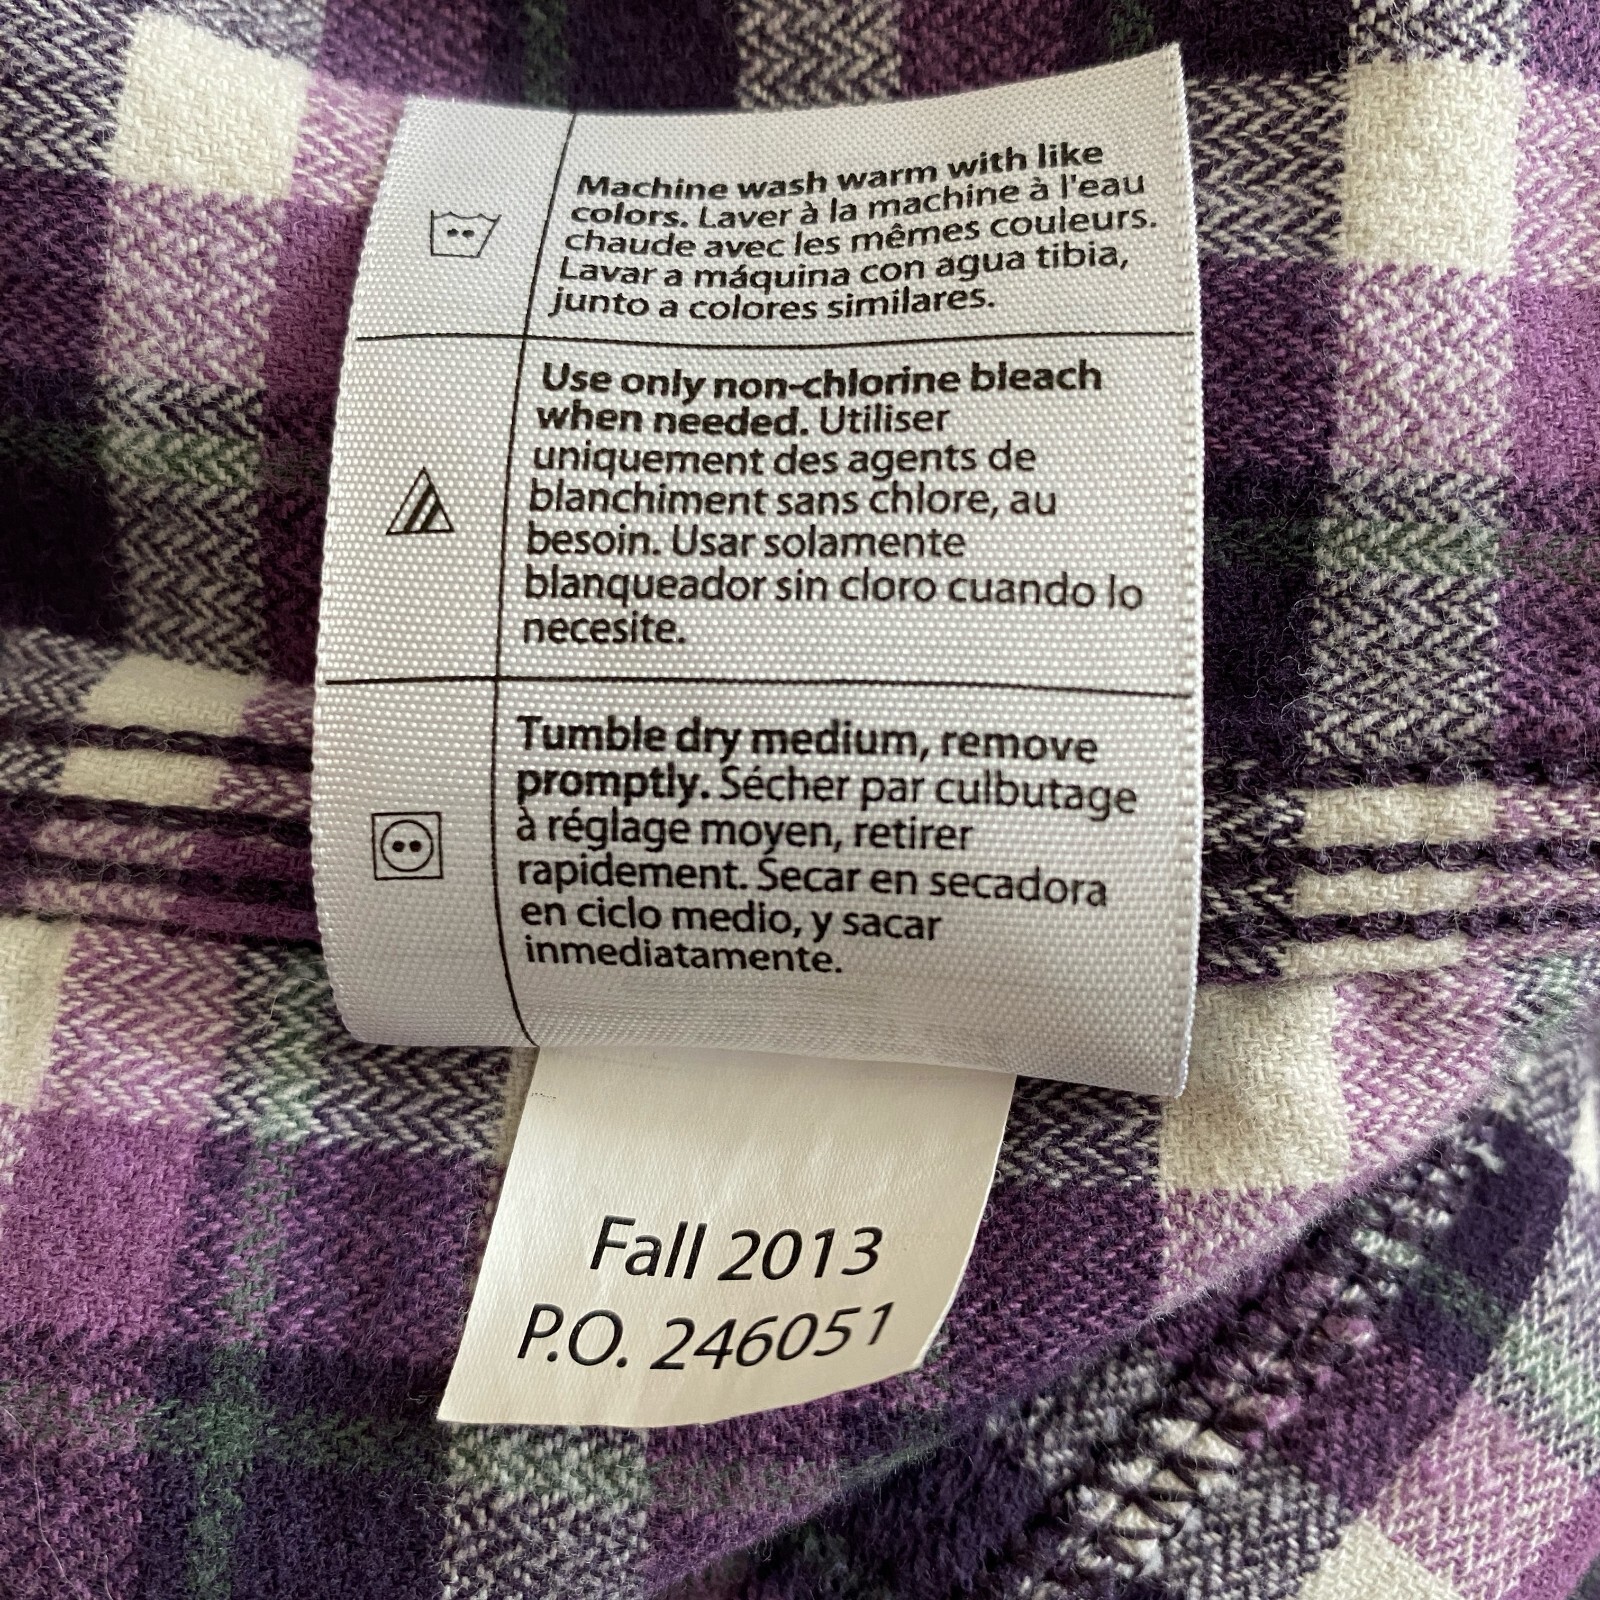 Machine wash warm with like
colors. Laver à la machine à l'eau
chaude avec les mêmes couleurs.
Lavar a máquina con agua tibia,
junto a colores similares.
Use only non-chlorine bleach
when needed. Utiliser
uniquement des agents de
blanchiment sans chlore, au
besoin. Usar solamente
blanqueador sin cloro cuando lo
necesite.
Tumble dry medium, remove
promptly. Sécher par culbutage
à réglage moyen, retirer
rapidement. Secar en secadora
en ciclo medio, y sacar
inmediatamente.
Fall 2013
P.O. 246051